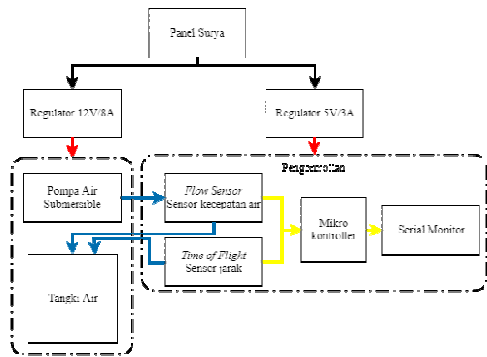 Panel Surya
Regulator 12V/8A
Regulator 5V/3A
Pengontrollan
Pompa Air
Submersible
Flow Sensor
Sensor kecepatan air
Mikro
kontroller
Serial Monitor
Time of Flight
Sensor jarak
Tangki Air